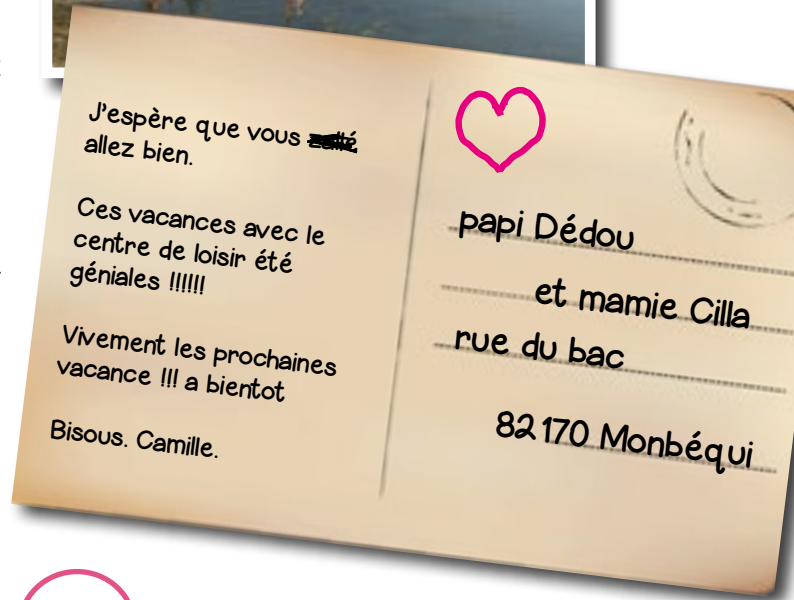 J'espère que vous
allez bien.
Ces vacances avec le
centre de loisir été
géniales !!!!!!
Vivement les prochaines
vacance !!! a bientot
Bisous. Camille.
papi Dédou
et mamie Cilla
rue du bac
82170 Monbéqui